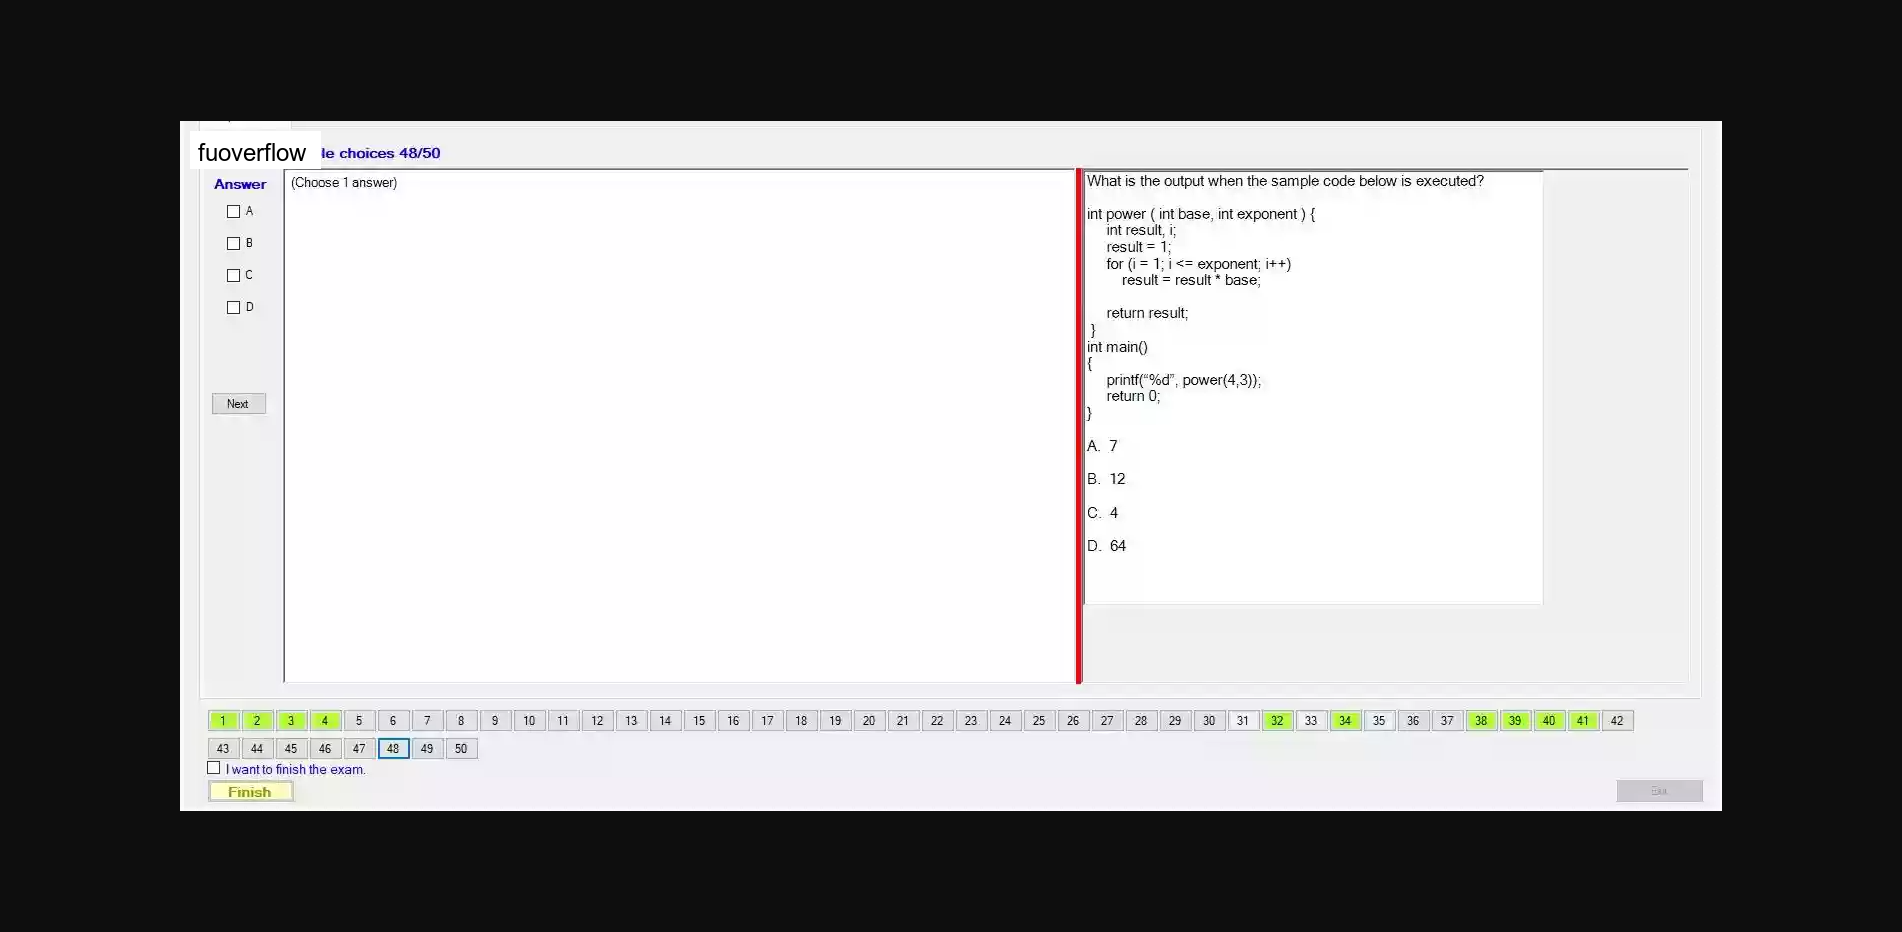 fuoverflow
le choices 48/50
Answer
(Choose 1 answer)
A
B
C
D
Next
What is the output when the sample code below is executed?
int power ( int base, int exponent ) {
int result, i;
result = 1;
for (i = 1; i <= exponent; i++)
result = result * base;
return result;
}
int main()
{
printf(“%d”, power(4,3));
return 0;
}
A. 7
B. 12
C. 4
D. 64
1 2 3 4 5 6 7 8 9 10 11 12 13 14 15 16 17 18 19 20 21 22 23 24 25 26 27 28 29 30 31 32 33 34 35 36 37 38 39 40 41 42
43 44 45 46 47 48 49 50
I want to finish the exam.
Finish
Exit